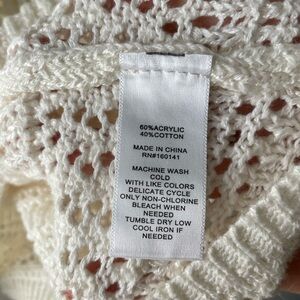 60%ACRYLIC
40%COTTON
MADE IN CHINA
RN#160141
MACHINE WASH
COLD
WITH LIKE COLORS
DELICATE CYCLE
ONLY NON-CHLORINE
BLEACH WHEN
NEEDED
TUMBLE DRY LOW
COOL IRON IF
NEEDED